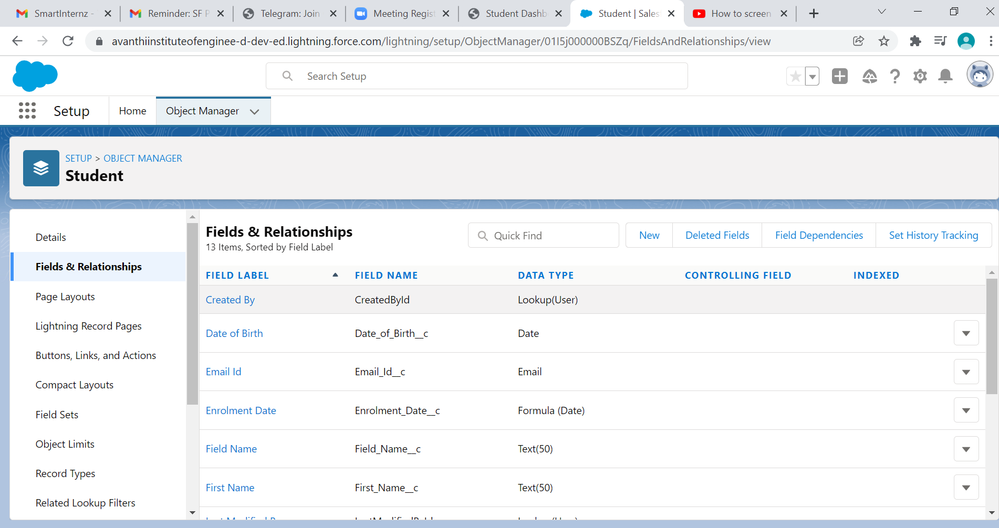 SmartInternz -
Reminder: SF P
Telegram: Join
Meeting Regist
Student Dashb
Student | Sales
How to screen
avanthiinstituteofenginee-d-dev-ed.lightning.force.com/lightning/setup/ObjectManager/01I5j000000BSZq/FieldsAndRelationships/view
Search Setup
Setup
Home
Object Manager
SETUP > OBJECT MANAGER
Student
Details
Fields & Relationships
Page Layouts
Lightning Record Pages
Buttons, Links, and Actions
Compact Layouts
Field Sets
Object Limits
Record Types
Related Lookup Filters
Fields & Relationships
13 Items, Sorted by Field Label
Quick Find
New
Deleted Fields
Field Dependencies
Set History Tracking
FIELD LABEL FIELD NAME DATA TYPE CONTROLLING FIELD INDEXED
Created By CreatedById Lookup(User)
Date of Birth Date_of_Birth__c Date
Email Id Email_Id__c Email
Enrolment Date Enrolment_Date__c Formula (Date)
Field Name Field_Name__c Text(50)
First Name First_Name__c Text(50)